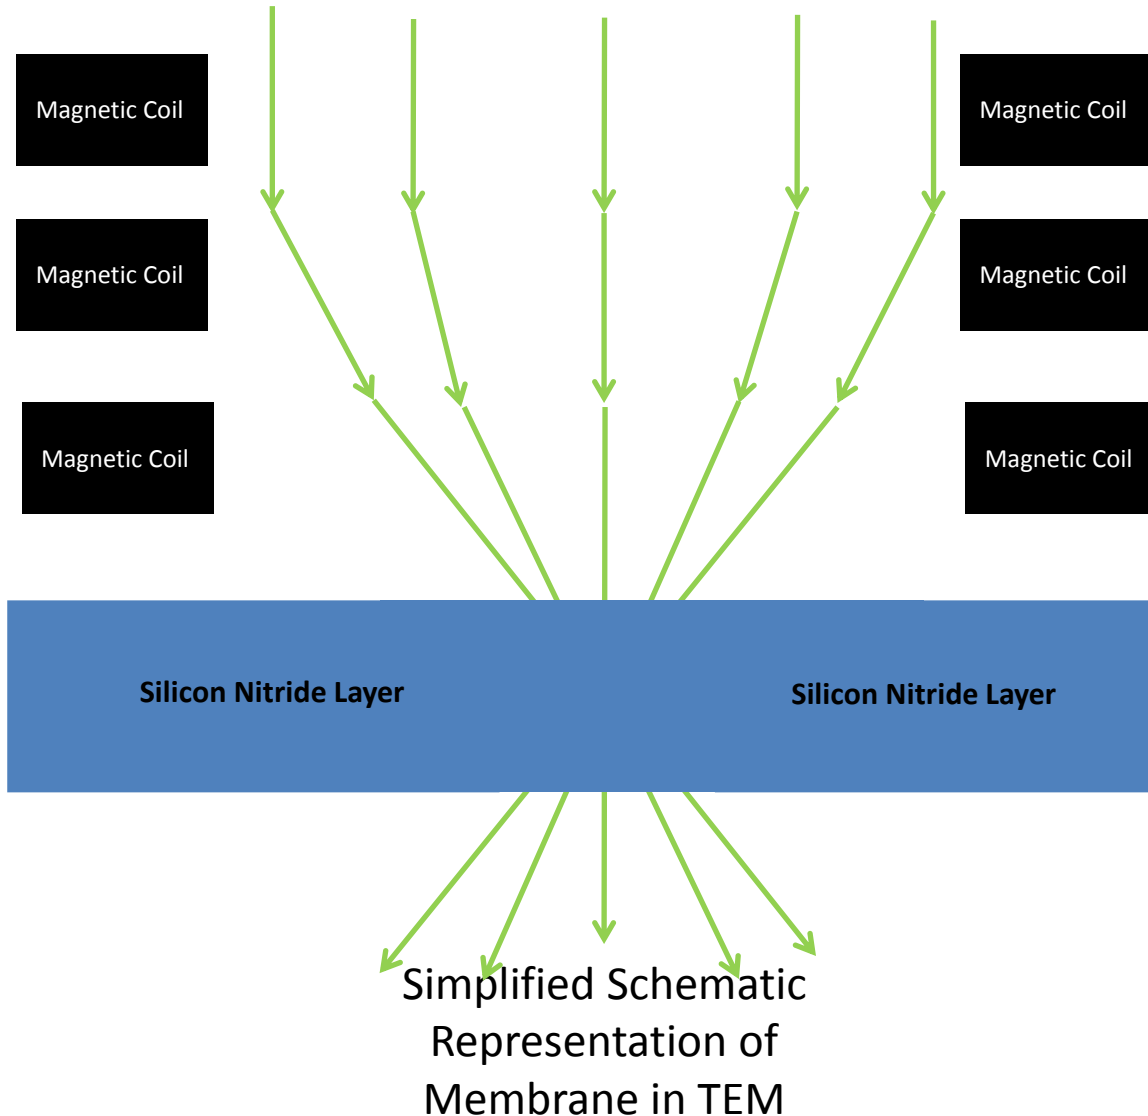 Magnetic Coil
Magnetic Coil
Magnetic Coil
Magnetic Coil
Magnetic Coil
Magnetic Coil
Silicon Nitride Layer
Silicon Nitride Layer
Simplified Schematic
Representation of
Membrane in TEM